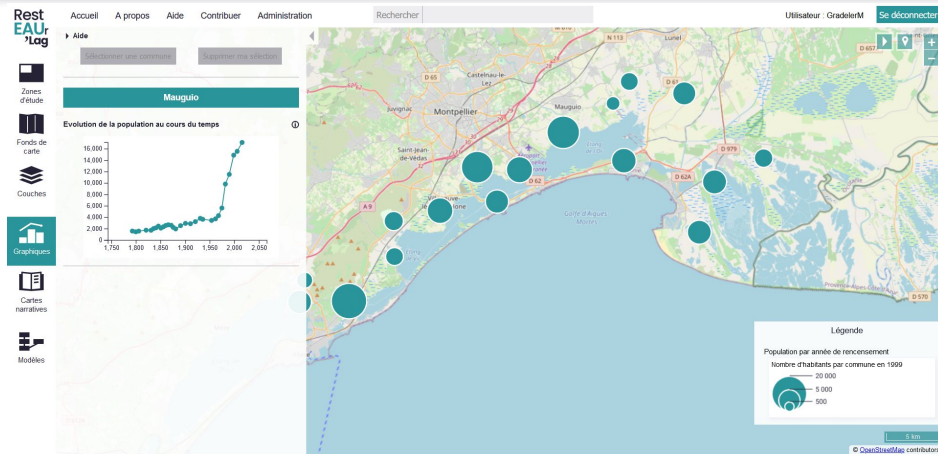 Rest
EAUr
’Lag
Accueil
A propos
Aide
Contribuer
Administration
Rechercher
Utilisateur : GradelerM
Se déconnecter
Zones
d'étude
Fonds de
carte
Couches
Graphiques
Cartes
narratives
Modèles
Aide
Sélectionner une commune
Supprimer ma sélection
Mauguio
Evolution de la population au cours du temps
16,000
14,000
12,000
10,000
8,000
6,000
4,000
2,000
0
1,750
1,800
1,850
1,900
1,950
2,000
2,050
N 113
Lunel
D 657
D 65
Castelnau-le-
Lez
D 61
Juvignac
Montpellier
Mauguio
Saint-Jean-
de-Védas
D 979
D 62
D 62A
A 9
Golfe d'Aigues
Mortes
D 570
+
−
Légende
Population par année de rencensement
Nombre d'habitants par commune en 1999
20 000
5 000
500
5 km
© OpenStreetMap contributors